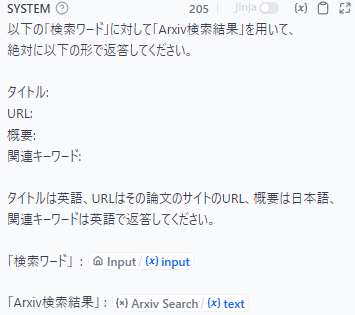 SYSTEM 205 Jinja {x}
以下の「検索ワード」に対して「Arxiv検索結果」を用いて、
絶対に以下の形で返答してください。
タイトル:
URL:
概要:
関連キーワード:
タイトルは英語、URLはその論文のサイトのURL、概要は日本語、
関連キーワードは英語で返答してください。
「検索ワード」 : Input / {x} input
「Arxiv検索結果」 : Arxiv Search / {x} text